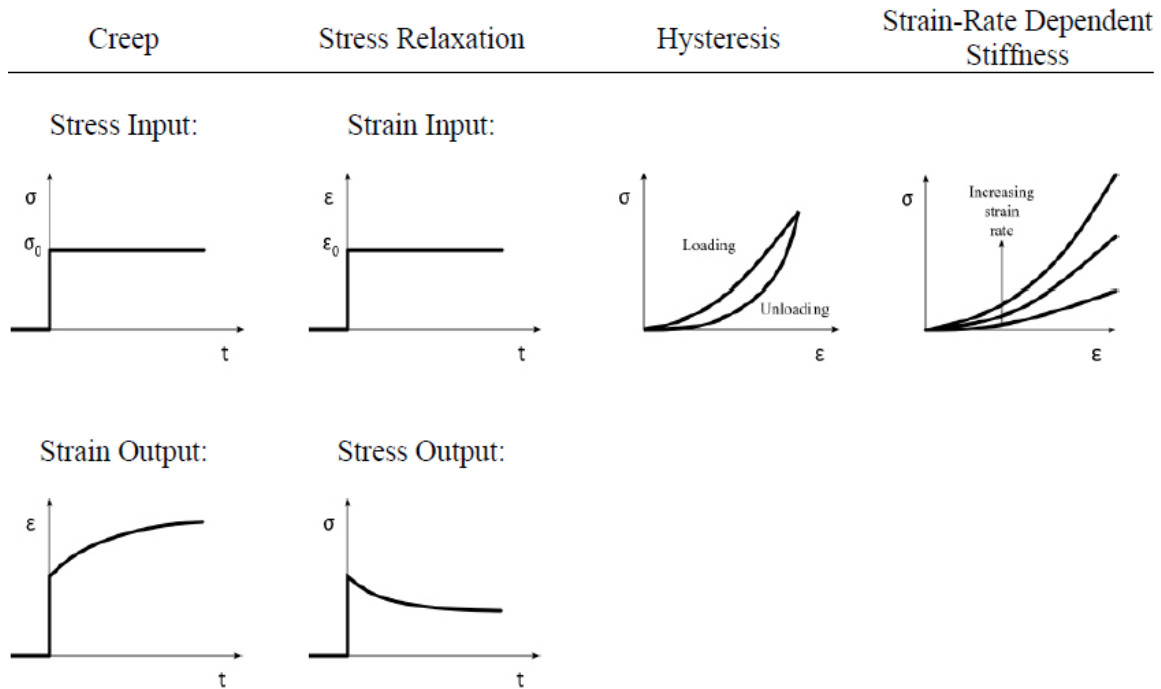 Creep
Stress Relaxation
Hysteresis
Strain-Rate Dependent
Stiffness
Stress Input:
Strain Input:
σ
σ0
t
ε
ε0
t
σ
Loading
Unloading
ε
σ
Increasing
strain
rate
ε
Strain Output:
Stress Output:
ε
t
σ
t